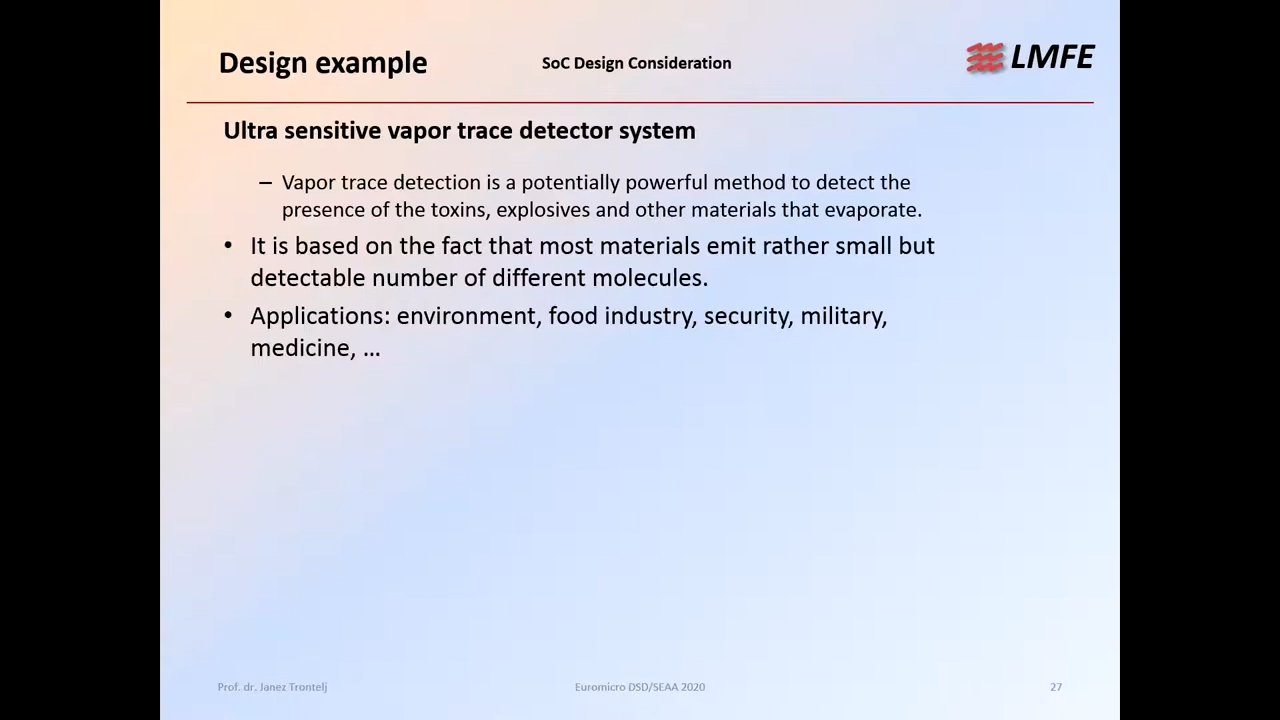 Design example
SoC Design Consideration
LMFE
Ultra sensitive vapor trace detector system
– Vapor trace detection is a potentially powerful method to detect the
presence of the toxins, explosives and other materials that evaporate.
• It is based on the fact that most materials emit rather small but
detectable number of different molecules.
• Applications: environment, food industry, security, military,
medicine, ...
Prof. dr. Janez Trontelj
Euromicro DSD/SEAA 2020
27